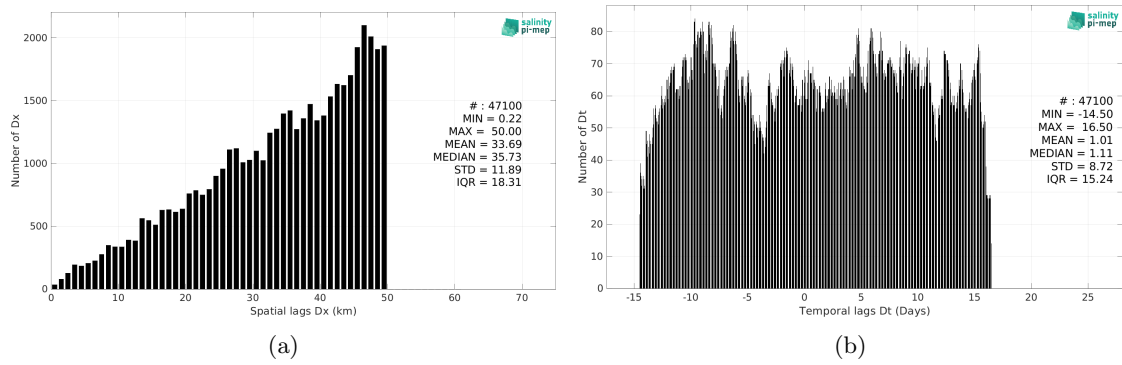 salinity
pi-mep
2000
1500
1000
500
0
Number of Dx
# : 47100
MIN = 0.22
MAX = 50.00
MEAN = 33.69
MEDIAN = 35.73
STD = 11.89
IQR = 18.31
0 10 20 30 40 50 60 70
Spatial lags Dx (km)
(a)
salinity
pi-mep
80
70
60
50
40
30
20
10
0
Number of Dt
# : 47100
MIN = -14.50
MAX = 16.50
MEAN = 1.01
MEDIAN = 1.11
STD = 8.72
IQR = 15.24
-15 -10 -5 0 5 10 15 20 25
Temporal lags Dt (Days)
(b)